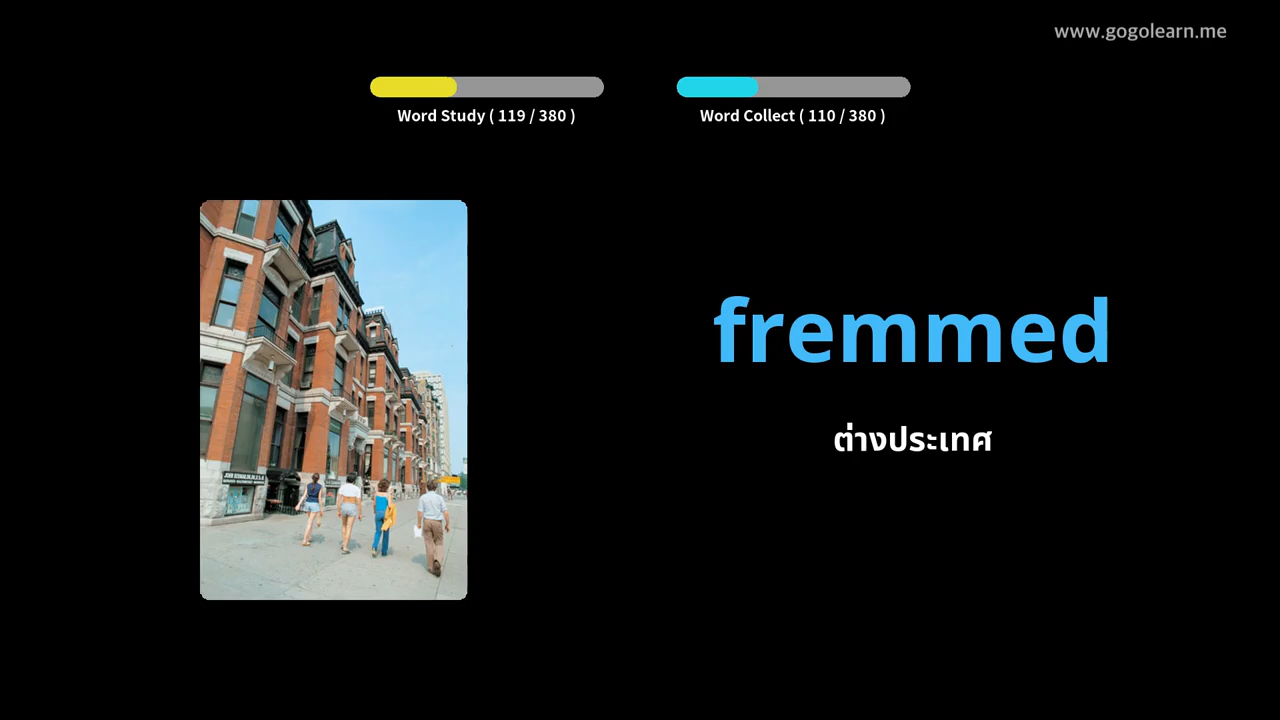 www.gogolearn.me
Word Study ( 119 / 380 )
Word Collect ( 110 / 380 )
fremmed
ต่างประเทศ